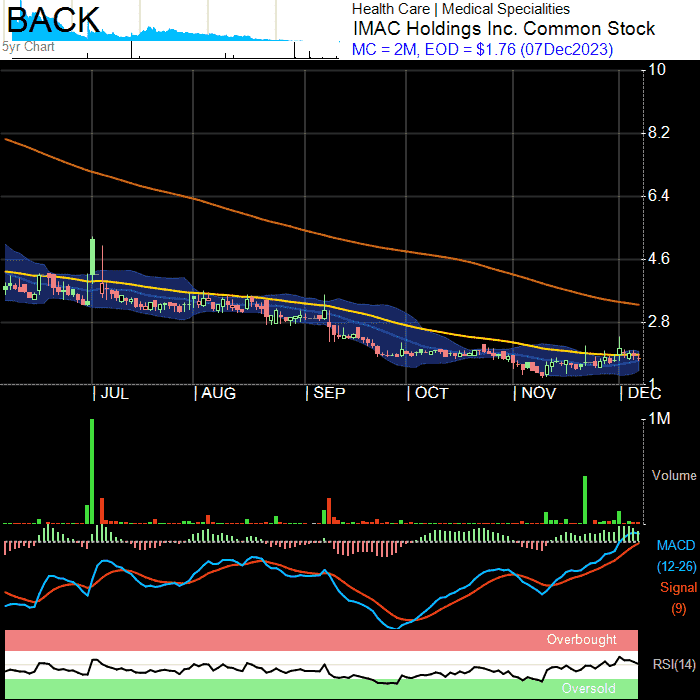 BACK
5yr Chart
Health Care | Medical Specialities
IMAC Holdings Inc. Common Stock
MC = 2M, EOD = $1.76 (07Dec2023)
10
8.2
6.4
4.6
2.8
1
| JUL | AUG | SEP | OCT | NOV | DEC
1M
Volume
MACD
(12-26)
Signal
(9)
Overbought
RSI(14)
Oversold